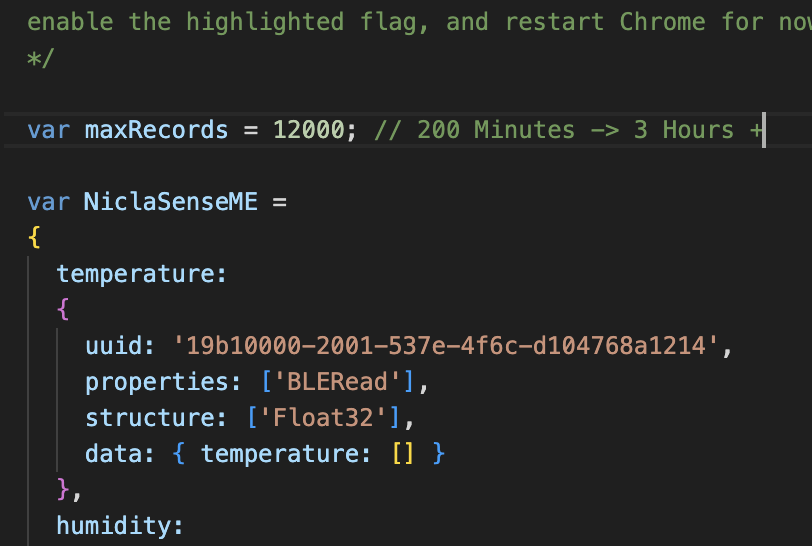 enable the highlighted flag, and restart Chrome for now
*/
var maxRecords = 12000; // 200 Minutes -> 3 Hours +
var NiclaSenseME =
{
temperature:
{
uuid: '19b10000-2001-537e-4f6c-d104768a1214',
properties: ['BLERead'],
structure: ['Float32'],
data: { temperature: [] }
},
humidity: